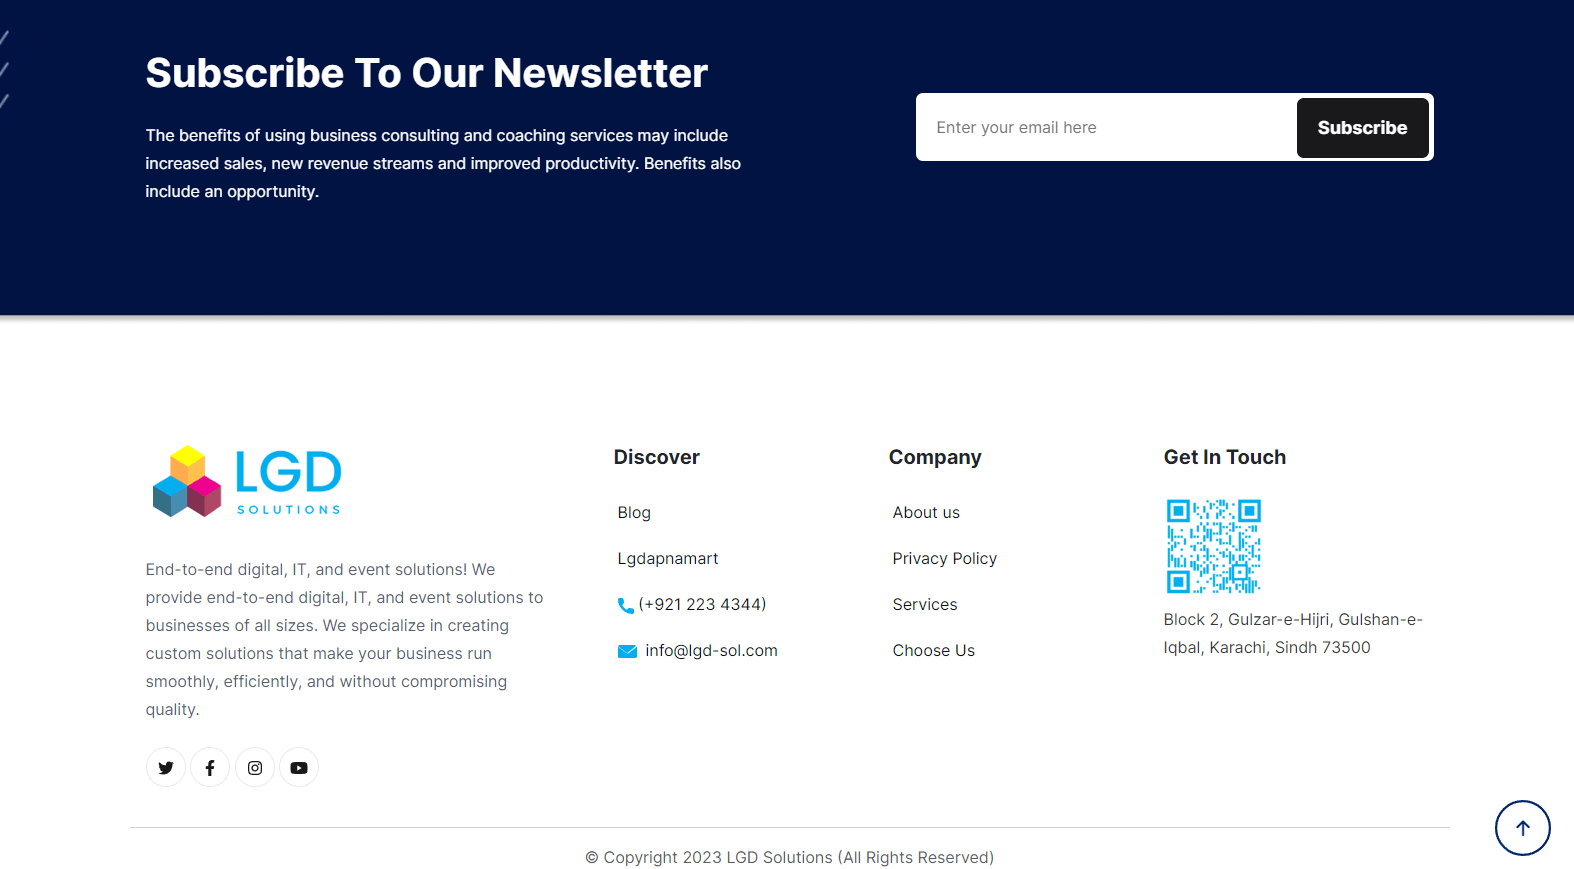 Subscribe To Our Newsletter
The benefits of using business consulting and coaching services may include
increased sales, new revenue streams and improved productivity. Benefits also
include an opportunity.
Enter your email here
Subscribe
LGD
SOLUTIONS
End-to-end digital, IT, and event solutions! We
provide end-to-end digital, IT, and event solutions to
businesses of all sizes. We specialize in creating
custom solutions that make your business run
smoothly, efficiently, and without compromising
quality.
Discover
Blog
Lgdapnamart
(+921 223 4344)
info@lgd-sol.com
Company
About us
Privacy Policy
Services
Choose Us
Get In Touch
Block 2, Gulzar-e-Hijri, Gulshan-e-
Iqbal, Karachi, Sindh 73500
© Copyright 2023 LGD Solutions (All Rights Reserved)